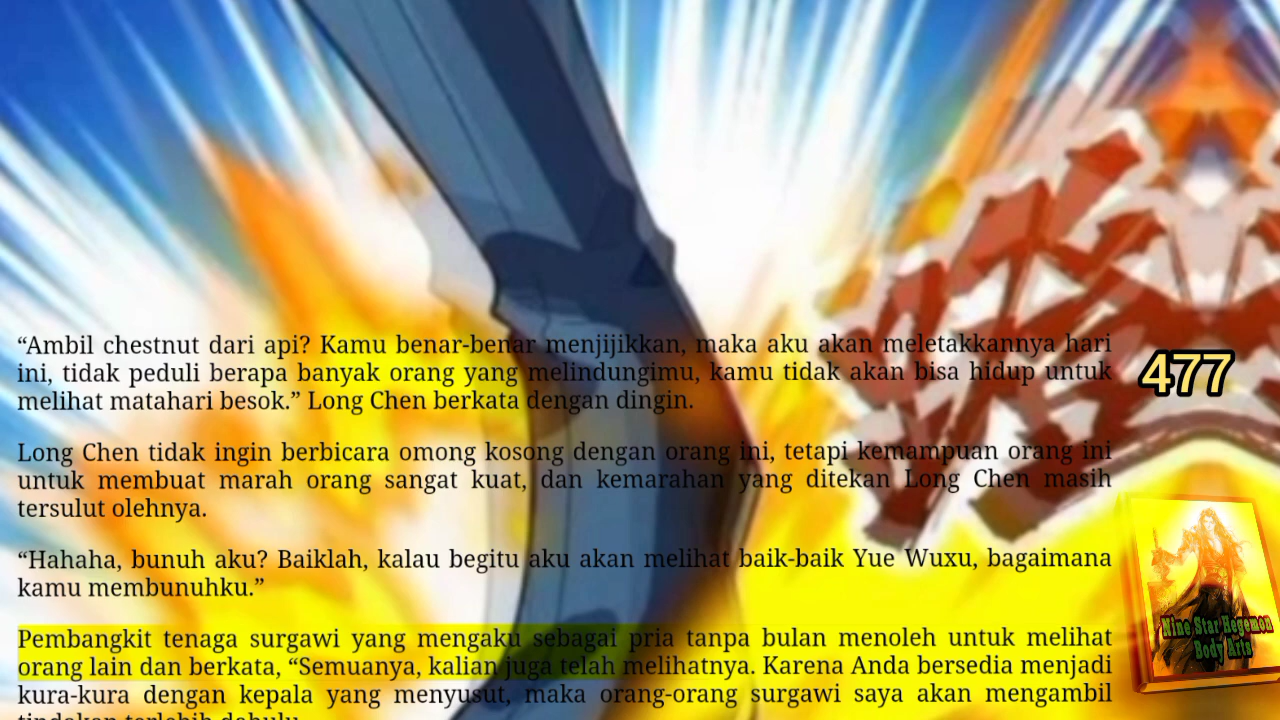 “Ambil chestnut dari api? Kamu benar-benar menjijikkan, maka aku akan meletakkannya hari
ini, tidak peduli berapa banyak orang yang melindungimu, kamu tidak akan bisa hidup untuk
melihat matahari besok.” Long Chen berkata dengan dingin.
Long Chen tidak ingin berbicara omong kosong dengan orang ini, tetapi kemampuan orang ini
untuk membuat marah orang sangat kuat, dan kemarahan yang ditekan Long Chen masih
tersulut olehnya.
“Hahaha, bunuh aku? Baiklah, kalau begitu aku akan melihat baik-baik Yue Wuxu, bagaimana
kamu membunuhku.”
Pembangkit tenaga surgawi yang mengaku sebagai pria tanpa bulan menoleh untuk melihat
orang lain dan berkata, “Semuanya, kalian juga telah melihatnya. Karena Anda bersedia menjadi
kura-kura dengan kepala yang menyusut, maka orang-orang surgawi saya akan mengambil
tindakan terlebih dahulu
477
Nine Star Hegemon
Body Arts